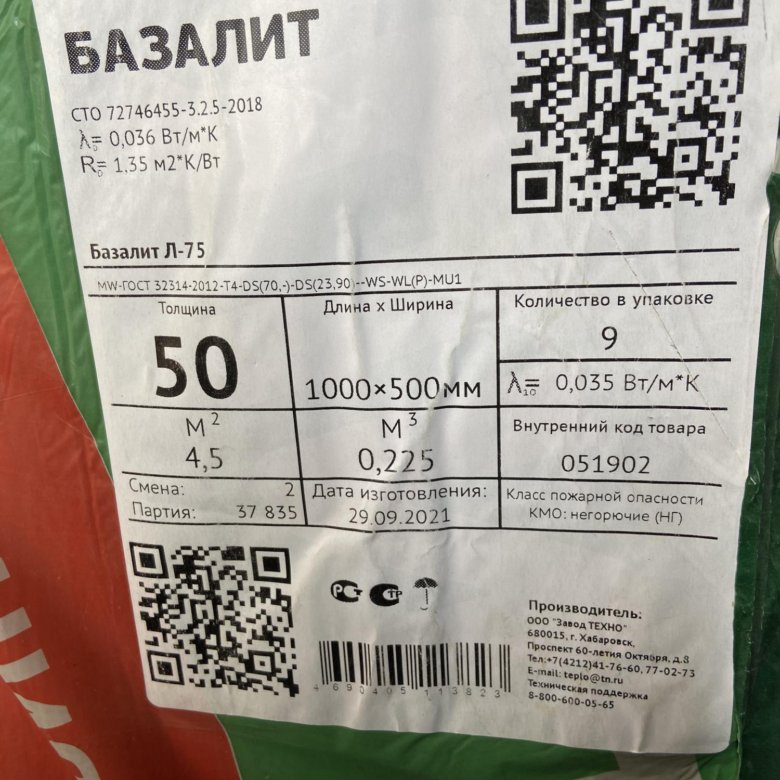 БАЗАЛИТ
СТО 72746455-3.2.5-2018
λD= 0,036 Вт/м*К
RD= 1,35 м2*К/Вт
Базалит Л-75
MW-ГОСТ 32314-2012-T4-DS(70,-)-DS(23,90)--WS-WL(P)-MU1
Толщина
50
Длина x Ширина
1000×500мм
Количество в упаковке
9
λ10= 0,035 Вт/м*К
М²
4,5
М³
0,225
Внутренний код товара
051902
Смена: 2
Партия: 37 835
Дата изготовления:
29.09.2021
Класс пожарной опасности
КМО: негорючие (НГ)
РСТ
СТР
4690405113823
Производитель:
ООО "Завод ТЕХНО"
680015, г. Хабаровск,
Проспект 60-летия Октября, д.8
Тел:+7(4212)41-76-60, 77-02-73
E-mail: teplo@tn.ru
Техническая поддержка
8-800-600-05-65